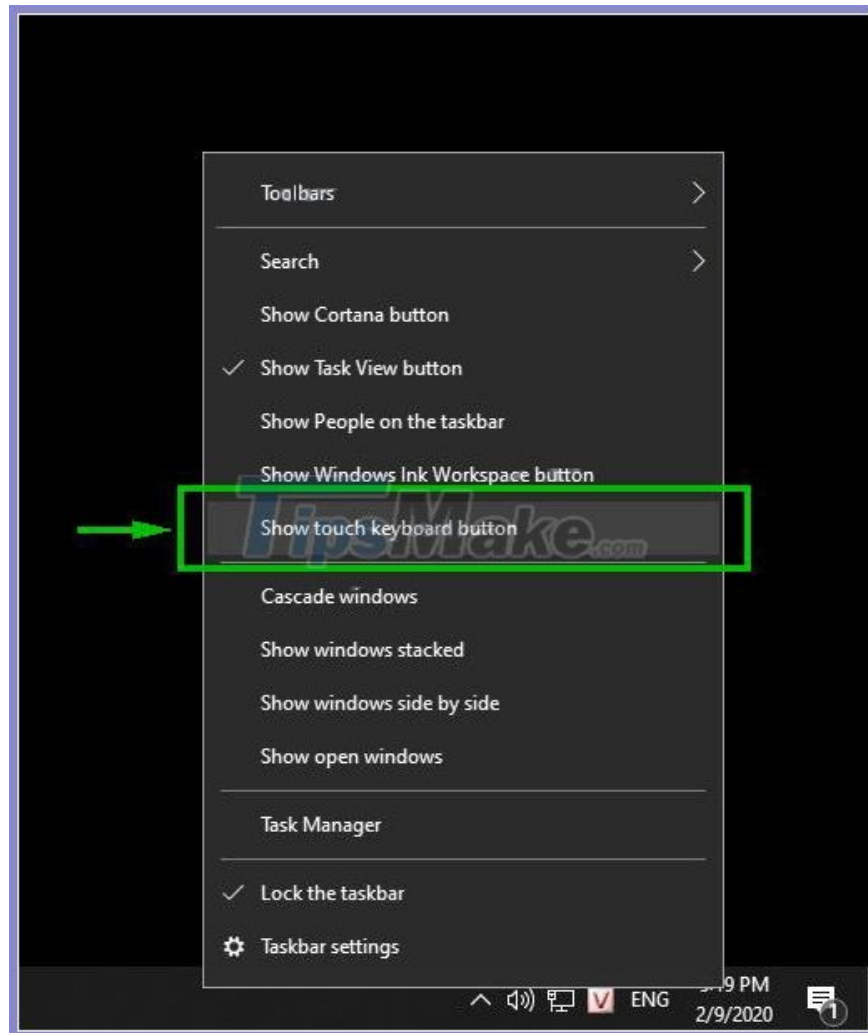 Toolbars
Search
Show Cortana button
Show Task View button
Show People on the taskbar
Show Windows Ink Workspace button
Show touch keyboard button
TipsMake.com
Cascade windows
Show windows stacked
Show windows side by side
Show open windows
Task Manager
Lock the taskbar
Taskbar settings
PM
V ENG
2/9/2020
1